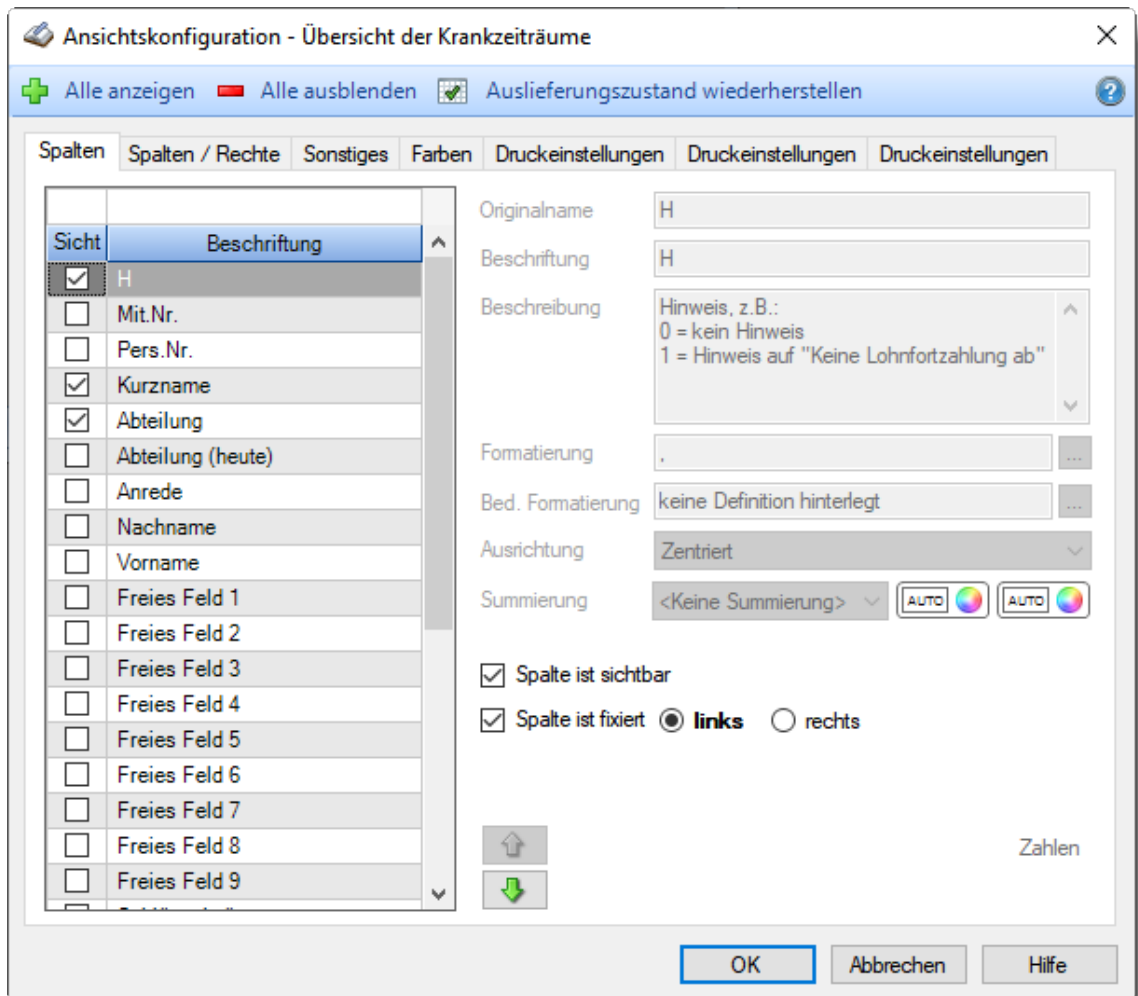 Ansichtskonfiguration - Übersicht der Krankzeiträume
Alle anzeigen Alle ausblenden Auslieferungszustand wiederherstellen
Spalten Spalten / Rechte Sonstiges Farben Druckeinstellungen Druckeinstellungen Druckeinstellungen
Sicht Beschriftung
H
Mit.Nr.
Pers.Nr.
Kurzname
Abteilung
Abteilung (heute)
Anrede
Nachname
Vorname
Freies Feld 1
Freies Feld 2
Freies Feld 3
Freies Feld 4
Freies Feld 5
Freies Feld 6
Freies Feld 7
Freies Feld 8
Freies Feld 9
Originalname H
Beschriftung H
Beschreibung Hinweis, z.B.:
0 = kein Hinweis
1 = Hinweis auf "Keine Lohnfortzahlung ab"
Formatierung , ...
Bed. Formatierung keine Definition hinterlegt ...
Ausrichtung Zentriert
Summierung <Keine Summierung> AUTO AUTO
Spalte ist sichtbar
Spalte ist fixiert links rechts
Zahlen
OK Abbrechen Hilfe